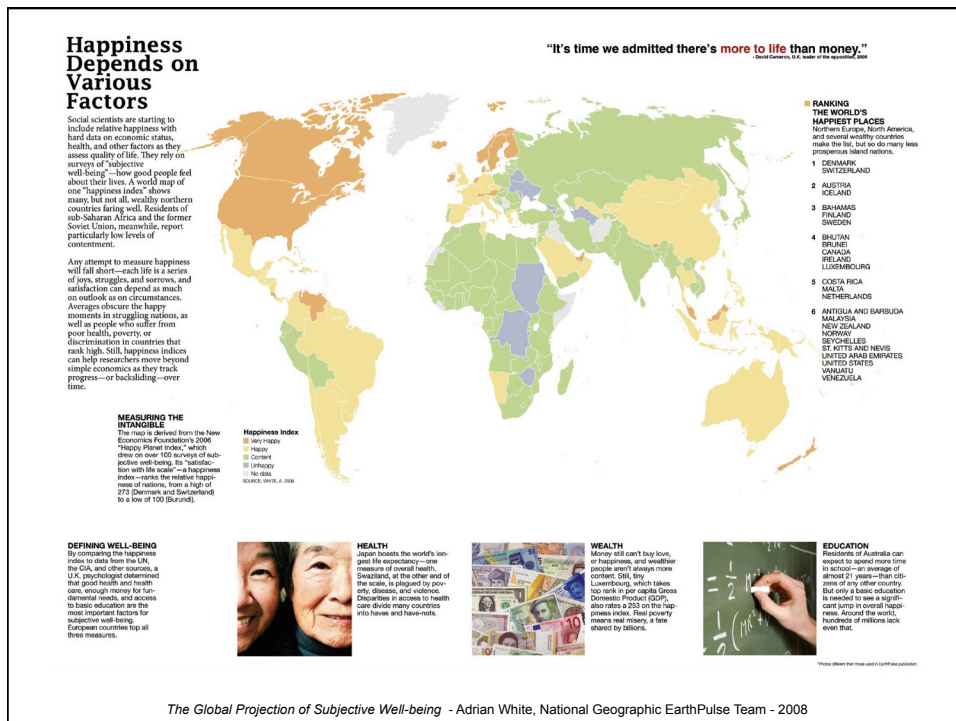 Happiness
Depends on
Various
Factors
Social scientists are starting to
include relative happiness with
hard data on economic status,
health, and other factors as they
assess quality of life. They rely on
surveys of "subjective
well-being"—how good people feel
about their lives. A world map of
one "happiness index" shows
many, but not all, wealthy northern
countries faring well. Residents of
sub-Saharan Africa and the former
Soviet Union, meanwhile, report
particularly low levels of
contentment.
Any attempt to measure happiness
will fall short—each life is a series
of joys, struggles, and sorrows, and
satisfaction can depend as much
on outlook as on circumstances.
Averages obscure the happy
moments in struggling nations, as
well as people who suffer from
poor health, poverty, or
discrimination in countries that
rank high. Still, happiness indices
can help researchers move beyond
simple economics as they track
progress—or backsliding—over
time.
"It's time we admitted there's more to life than money."
- David Cameron, U.K. leader of the opposition, 2006
RANKING
THE WORLD'S
HAPPIEST PLACES
Northern Europe, North America,
and several wealthy countries
make the list, but so do many less
prosperous island nations.
1 DENMARK
SWITZERLAND
2 AUSTRIA
ICELAND
3 BAHAMAS
FINLAND
SWEDEN
4 BHUTAN
BRUNEI
CANADA
IRELAND
LUXEMBOURG
5 COSTA RICA
MALTA
NETHERLANDS
6 ANTIGUA AND BARBUDA
MALAYSIA
NEW ZEALAND
NORWAY
SEYCHELLES
ST. KITTS AND NEVIS
UNITED ARAB EMIRATES
UNITED STATES
VANUATU
VENEZUELA
MEASURING THE
INTANGIBLE
The map is derived from the New
Economics Foundation's 2006
"Happy Planet Index," which
drew on over 100 surveys of sub-
jective well-being. Its "satisfac-
tion with life scale"—a happiness
index—ranks the relative happi-
ness of nations, from a high of
273 (Denmark and Switzerland)
to a low of 100 (Burundi).
Happiness Index
Very Happy
Happy
Content
Unhappy
No data
SOURCE: WHITE, A 2008
DEFINING WELL-BEING
By comparing the happiness
index to data from the UN,
the CIA, and other sources, a
U.K. psychologist determined
that good health and health
care, enough money for fun-
damental needs, and access
to basic education are the
most important factors for
subjective well-being.
European countries top all
three measures.
HEALTH
Japan boasts the world's lon-
gest life expectancy—one
measure of overall health.
Swaziland, at the other end of
the scale, is plagued by pov-
erty, disease, and violence.
Disparities in access to health
care divide many countries
into haves and have-nots.
WEALTH
Money still can't buy love,
or happiness, and wealthier
people aren't always more
content. Still, tiny
Luxembourg, which takes
top rank in per capita Gross
Domestic Product (GDP),
also rates a 253 on the hap-
piness index. Real poverty
means real misery, a fate
shared by billions.
EDUCATION
Residents of Australia can
expect to spend more time
in school—an average of
almost 21 years—than citi-
zens of any other country.
But only a basic education
is needed to see a signifi-
cant jump in overall happi-
ness. Around the world,
hundreds of millions lack
even that.
*Photos different than those used in EarthPulse publication
The Global Projection of Subjective Well-being - Adrian White, National Geographic EarthPulse Team - 2008